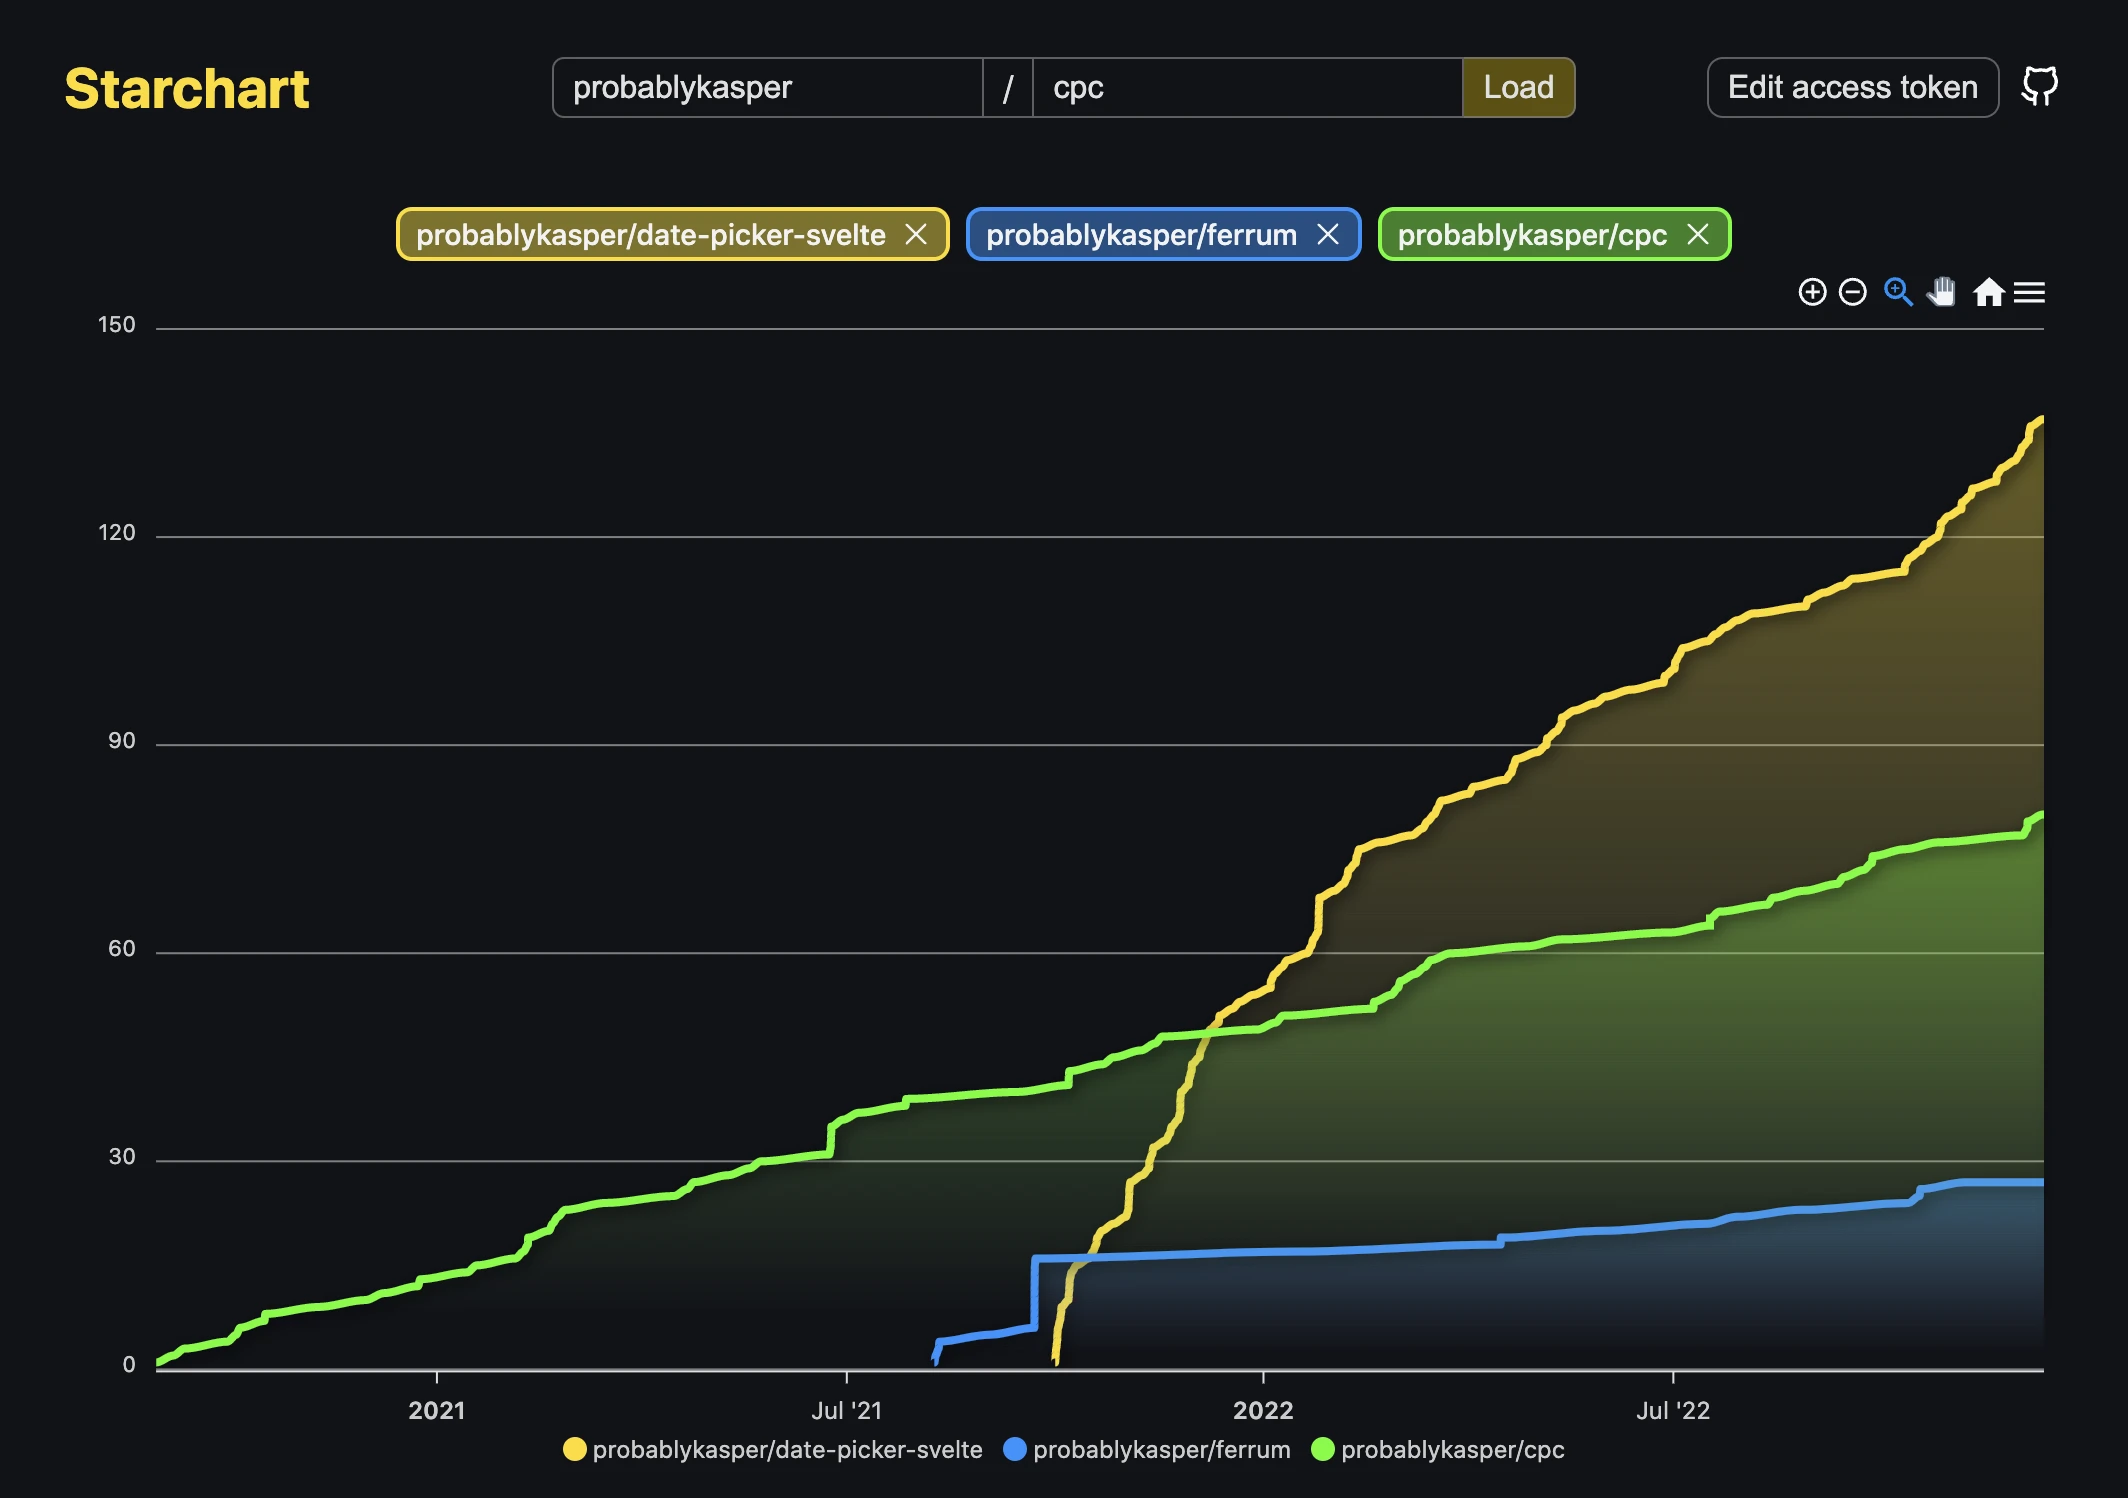 Starchart
probablykasper / cpc Load
Edit access token
probablykasper/date-picker-svelte
probablykasper/ferrum
probablykasper/cpc
150
120
90
60
30
0
2021 Jul '21 2022 Jul '22
probablykasper/date-picker-svelte probablykasper/ferrum probablykasper/cpc